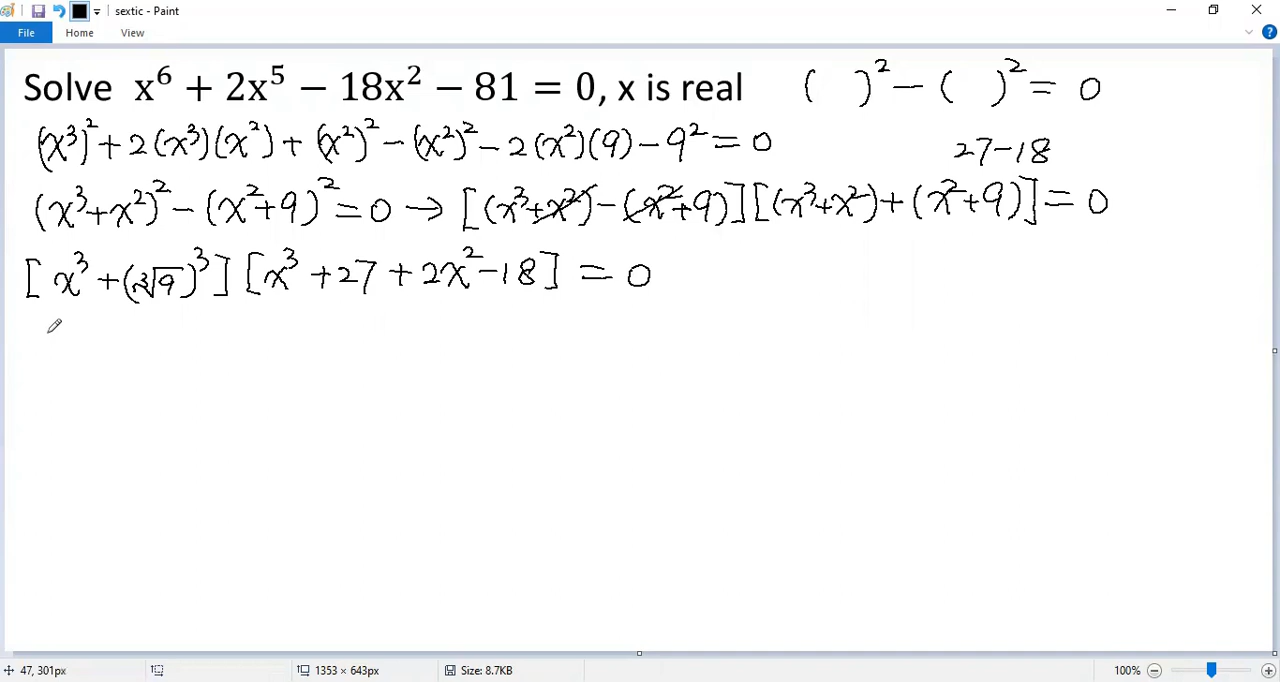 sextic - Paint
File Home View
Solve x⁶ + 2x⁵ − 18x² − 81 = 0, x is real ( )² − ( )² = 0
(x³)² + 2(x³)(x²) + (x²)² − (x²)² − 2(x²)(9) − 9² = 0
27 − 18
(x³+x²)² − (x²+9)² = 0 → [(x³+x²) − (x²+9)][(x³+x²) + (x²+9)] = 0
[x³ + (∛9)³][x³ + 27 + 2x² − 18] = 0
47, 301px 1353 × 643px Size: 8.7KB 100%